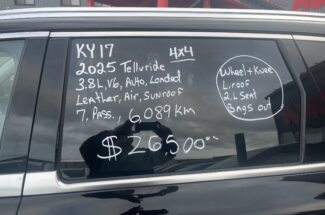 KY17
4x4
2025 Telluride
3.8L, V6, Auto, Loaded
Leather, Air, Sunroof
7, Pass., 6,089 km
$26,500..
Wheel + Knee
L.roof
2.L Seat
Bags out